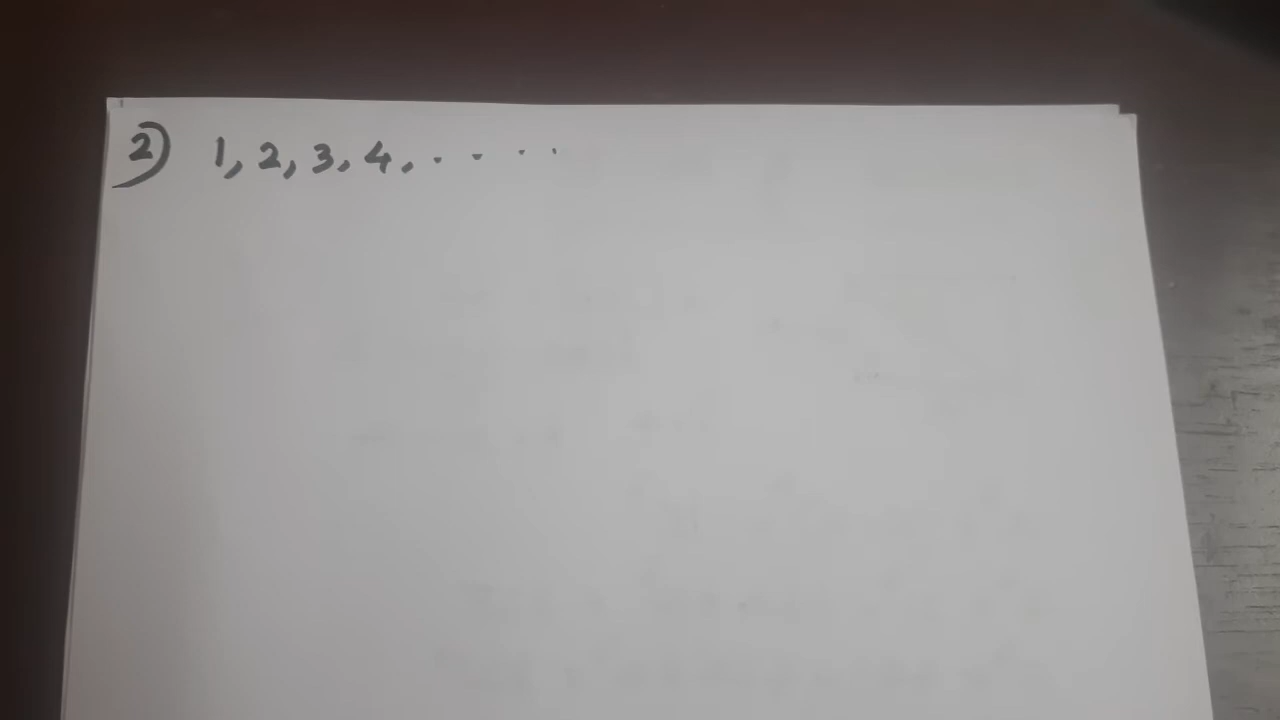 2) 1, 2, 3, 4, . . . .